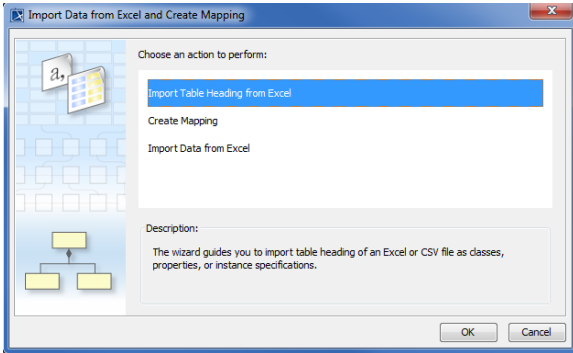 Import Data from Excel and Create Mapping
Choose an action to perform:
a,
Import Table Heading from Excel
Create Mapping
Import Data from Excel
Description:
The wizard guides you to import table heading of an Excel or CSV file as classes,
properties, or instance specifications.
OK
Cancel